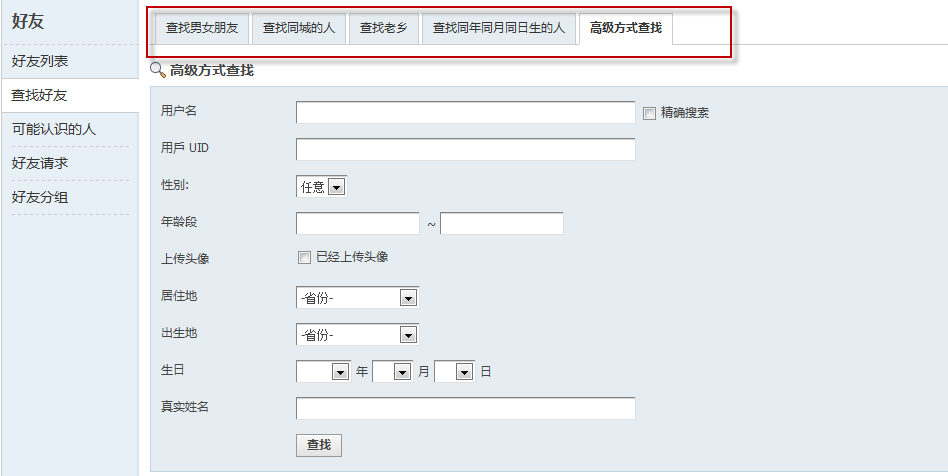 好友
好友列表
查找好友
可能认识的人
好友请求
好友分组
查找男女朋友 查找同城的人 查找老乡 查找同年同月同日生的人 高级方式查找
高级方式查找
用户名 精确搜索
用戶 UID
性别: 任意
年龄段 ~
上传头像 已经上传头像
居住地 -省份-
出生地 -省份-
生日 年 月 日
真实姓名
查找